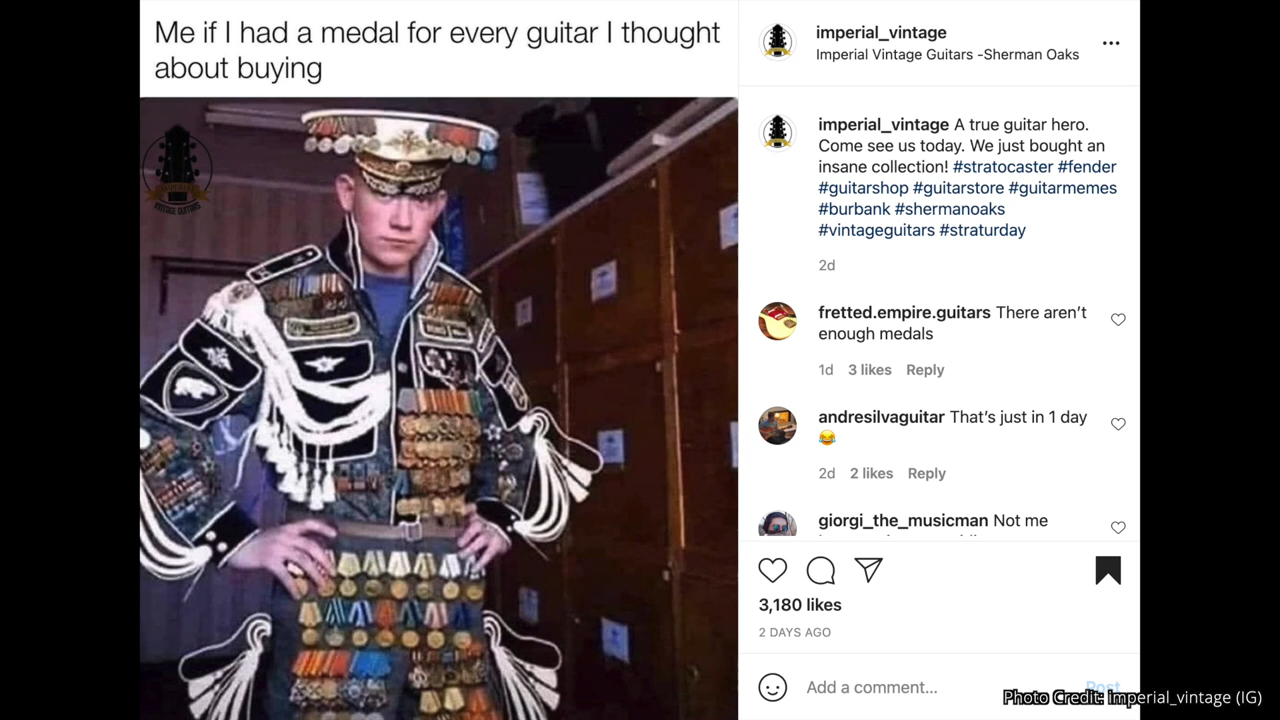 Me if I had a medal for every guitar I thought
about buying
VINTAGE GUITARS
imperial_vintage
Imperial Vintage Guitars -Sherman Oaks
imperial_vintage A true guitar hero.
Come see us today. We just bought an
insane collection! #stratocaster #fender
#guitarshop #guitarstore #guitarmemes
#burbank #shermanoaks
#vintageguitars #straturday
2d
fretted.empire.guitars There aren’t
enough medals
1d 3 likes Reply
andresilvaguitar That’s just in 1 day
😂
2d 2 likes Reply
giorgi_the_musicman Not me
3,180 likes
2 DAYS AGO
Add a comment...
Post
Photo Credit: imperial_vintage (IG)